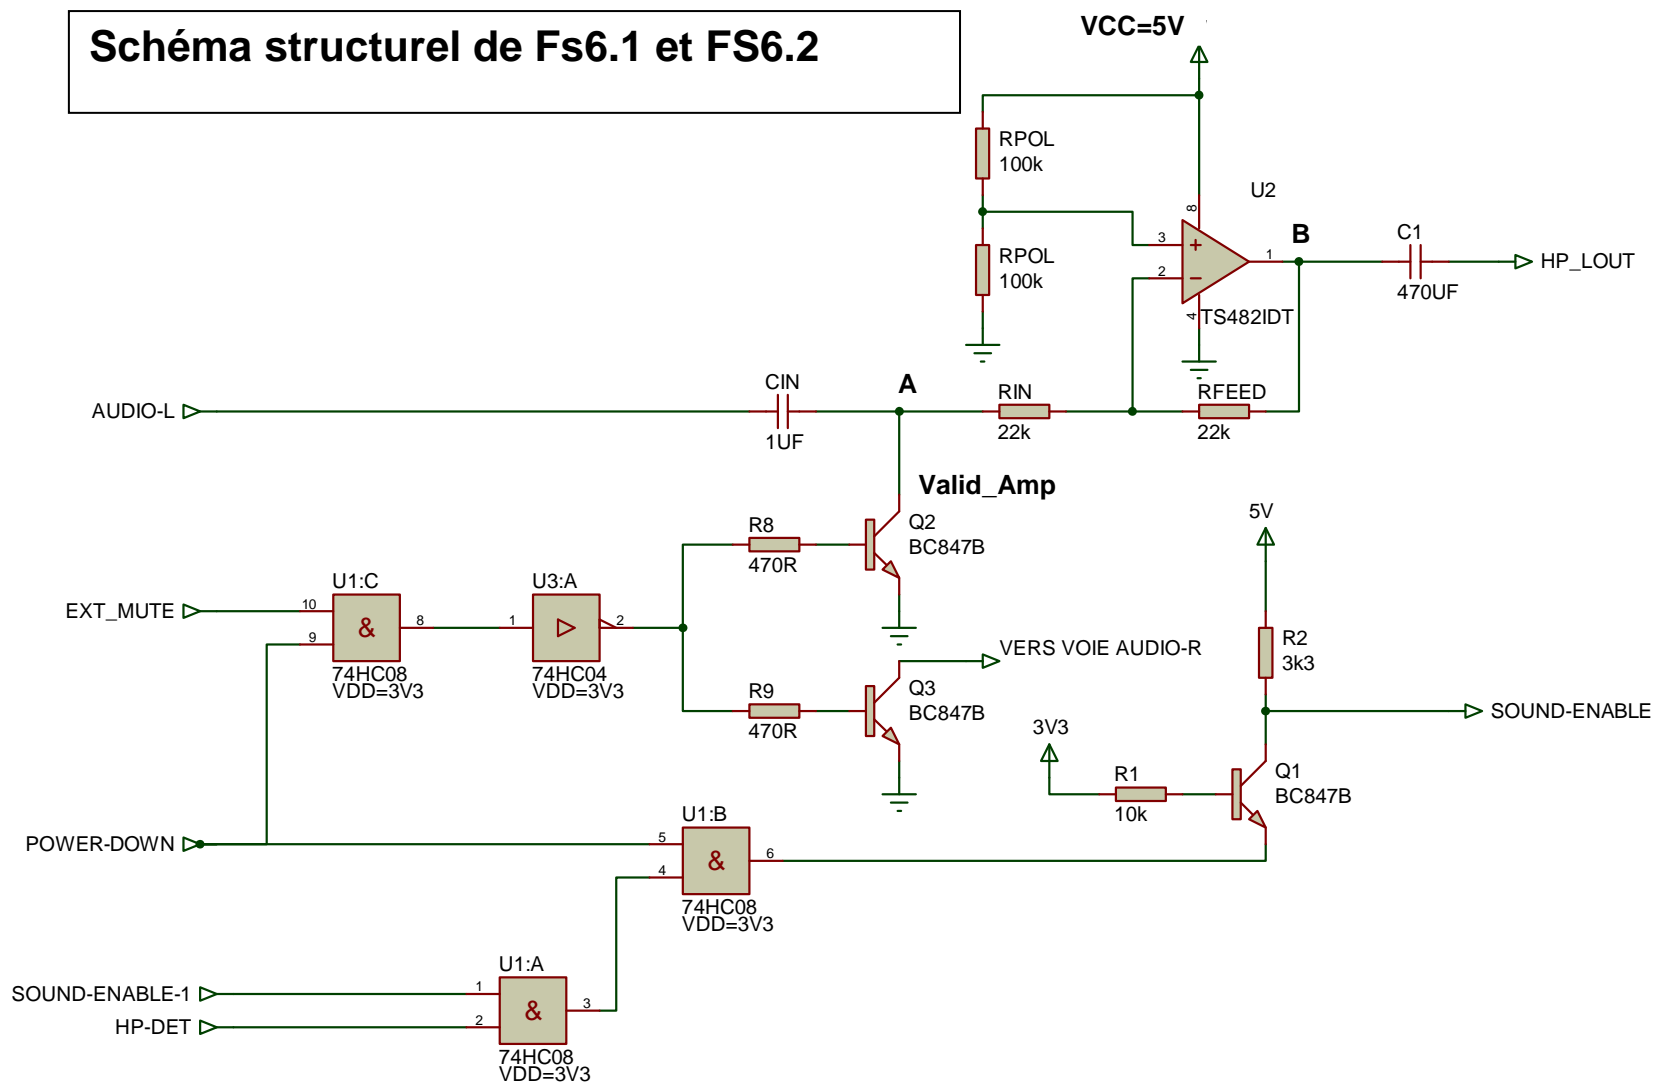 Schéma structurel de Fs6.1 et FS6.2
VCC=5V
RPOL
100k
U2
8
3
RPOL
100k
2
1
B
C1
470UF
HP_LOUT
4
TS482IDT
AUDIO-L
CIN
1UF
A
RIN
22k
RFEED
22k
Valid_Amp
Q2
BC847B
R8
470R
5V
EXT_MUTE
U1:C
10
9
8
&
74HC08
VDD=3V3
U3:A
1
2
74HC04
VDD=3V3
VERS VOIE AUDIO-R
R9
470R
Q3
BC847B
R2
3k3
SOUND-ENABLE
3V3
R1
10k
Q1
BC847B
POWER-DOWN
U1:B
5
4
6
&
74HC08
VDD=3V3
U1:A
SOUND-ENABLE-1
1
HP-DET
2
3
&
74HC08
VDD=3V3